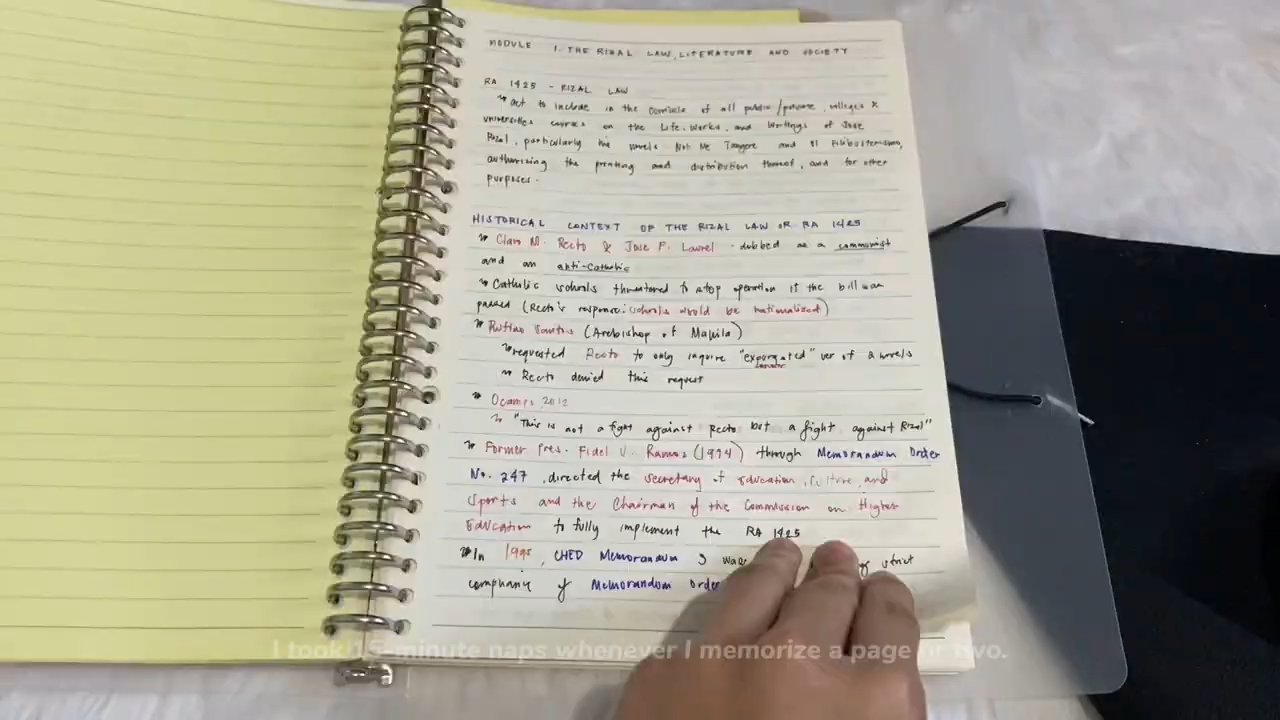 MODULE 1. THE RIZAL LAW, LITERATURE AND SOCIETY
RA 1425 - RIZAL LAW
act to include in the curricula of all public/private, colleges &
universities courses on the Life, Works, and Writings of Jose
Rizal, particularly his novels Noli Me Tangere and El Filibusterismo,
authorizing the printing and distribution thereof, and for other
purposes.
HISTORICAL CONTEXT OF THE RIZAL LAW OR RA 1425
Claro M. Recto & Jose P. Laurel - dubbed as a communist
and an anti-catholic
Catholic schools threatened to stop operation if the bill was
passed (Recto's response: schools would be nationalized)
Rufino Santos (Archbishop of Manila)
requested Recto to only inquire "expurgated" ver of 2 novels
Recto denied this request
Ocampo, 2012
"This is not a fight against Recto but a fight against Rizal"
Former Pres. Fidel V. Ramos (1994) through Memorandum Order
No. 247, directed the secretary of Education, Culture, and
Sports and the Chairman of the Commission on Higher
Education to fully implement the RA 1425
In 1995, CHED Memorandum 3 was strict
Memorandum Order
I took 15-minute naps whenever I memorize a page or two.